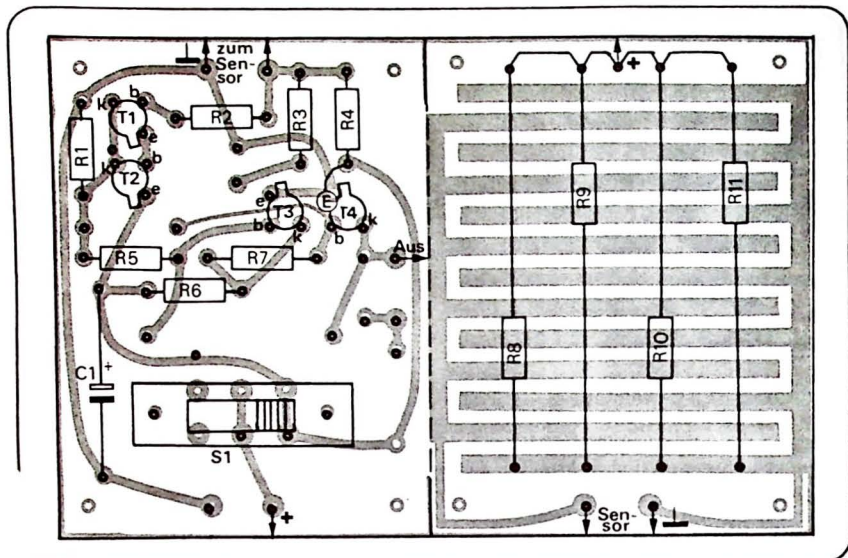 zum
Sen-
sor
k
b
T1
e
R2
R3
R4
R1
k
b
T2
e
e
E
T3
T4
b
k
b
k
Aus
R5
R7
R6
C1
+
S1
+
+
R9
R11
R8
R10
Sen-
sor